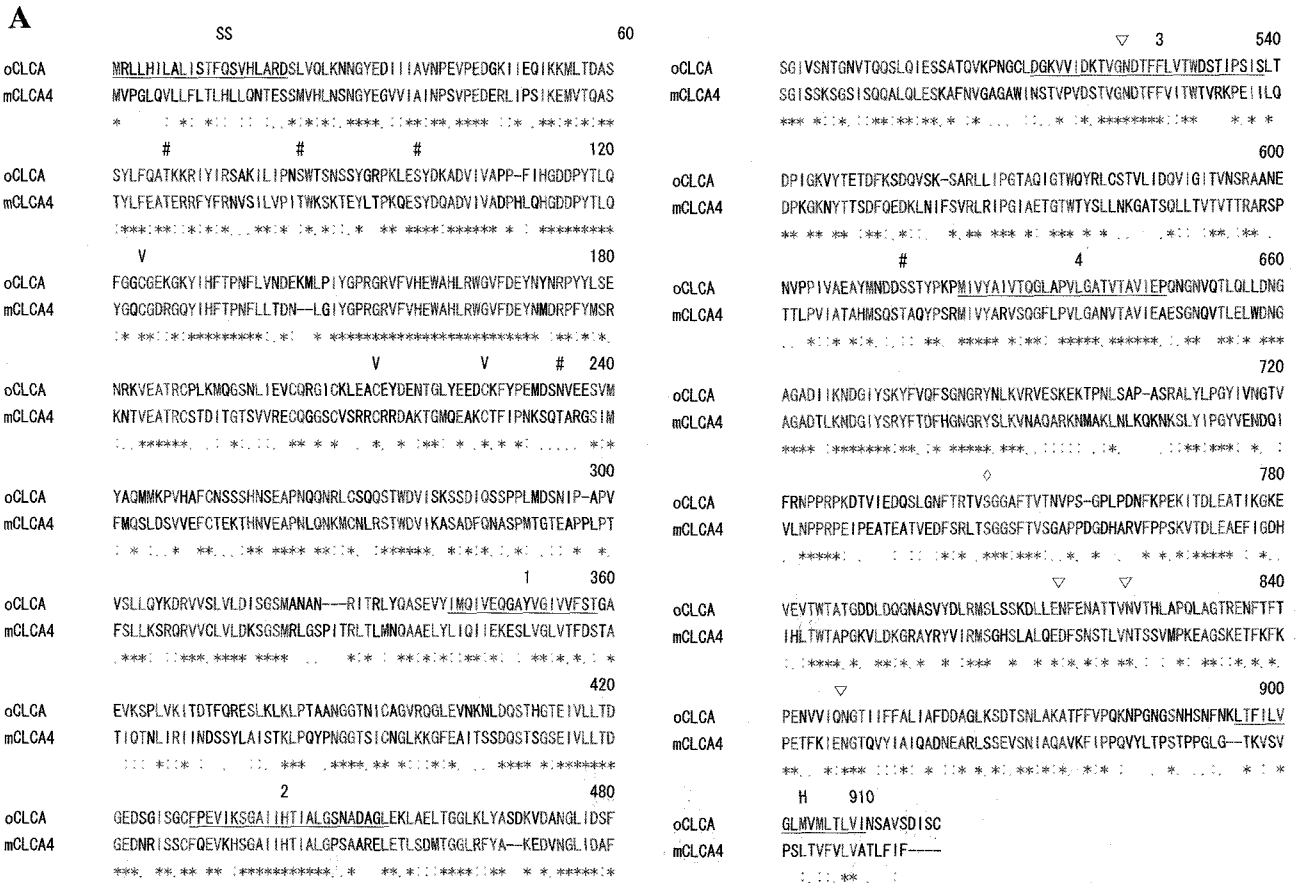 A
SS 60
oCLCA MRLLHILALISTFQSVHLARDSLVQLKNNGYEDIIIAVNPEVPEDGKIIEQIKKMLTDAS
mCLCA4 MVPGLQVLLFLTLHLLQNTESSMVHLNSNGYEGVVIAINPSVPEDERLIPSIKEMVTQAS
# # # 120
oCLCA SYLFQATKKRIYIRSAKILIPNSWTSNSSYGRPKLESYDKADVIVAPP-FIHGDDPYTLQ
mCLCA4 TYLFEATERRFYFRNVSILVPITWKSKTEYLTPKQESYDQADVIVADPHLQHGDDPYTLQ
V 180
oCLCA FGGCGEKGKYIHFTPNFLVNDEKMLPIYGPRGRVFVHEWAHLRWGVFDEYNYNRPYYLSE
mCLCA4 YGQCGDRGQYIHFTPNFLLTDN--LGIYGPRGRVFVHEWAHLRWGVFDEYNMDRPFYMSR
V V # 240
oCLCA NRKVEATRCPLKMQGSNLIEVCQRGICKLEACEYDENTGLYEEDCKFYPEMDSNVEESVM
mCLCA4 KNTVEATRCSTDITGTSVVRECQGGSCVSRRCRRDAKTGMQEAKCTFIPNKSQTARGSIM
300
oCLCA YAQMMKPVHAFCNSSSHNSEAPNQQNRLCSQQSTWDVISKSSDIQSSPPLMDSNIP-APV
mCLCA4 FMQSLDSVVEFCTEKTHNVEAPNLQNKMCNLRSTWDVIKASADFQNASPMTGTEAPPLPT
1 360
oCLCA VSLLQYKDRVVSLVLDISGSMANAN---RITRLYQASEVYIMQIVEQGAYVGIVVFSTGA
mCLCA4 FSLLKSRQRVVCLVLDKSGSMRLGSPITRLTLMNQAAELYLIQIIEKESLVGLVTFDSTA
420
oCLCA EVKSPLVKITDTFQRESLKLKLPTAANGGTNICAGVRQGLEVNKNLDQSTHGTEIVLLTD
mCLCA4 TIQTNLIRIINDSSYLAISTKLPQYPNGGTSICNGLKKGFEAITSSDQSTSGSEIVLLTD
2 480
oCLCA GEDSGISGCFPEVIKSGAIIHTIALGSNADAGLEKLAELTGGLKLYASDKVDANGLIDSF
mCLCA4 GEDNRISSCFQEVKHSGAIIHTIALGPSAARELETLSDMTGGLRFYA--KEDVNGLIDAF
▽ 3 540
oCLCA SGIVSNTGNVTQQSLQIESSATQVKPNGCLDGKVVIDKTVGNDTFFLVTWDSTIPSISLT
mCLCA4 SGISSKSGSISQQALQLESKAFNVGAGAWINSTVPVDSTVGNDTFFVITWTVRKPEIILQ
600
oCLCA DPIGKVYTETDFKSDQVSK-SARLLIPGTAQIGTWQYRLCSTVLIDQVIGITVNSRAANE
mCLCA4 DPKGKNYTTSDFQEDKLNIFSVRLRIPGIAETGTWTYSLLNKGATSQLLTVTVTTRARSP
# 4 660
oCLCA NVPPIVAEAYMNDDSSTYPKPMIVYAIVTQGLAPVLGATVTAVIEPQNGNVQTLQLLDNG
mCLCA4 TTLPVIATAHMSQSTAQYPSRMIVYARVSQGFLPVLGANVTAVIEAESGNQVTLELWDNG
720
oCLCA AGADIIKNDGIYSKYFVQFSGNGRYNLKVRVESKEKTPNLSAP-ASRALYLPGYIVNGTV
mCLCA4 AGADTLKNDGIYSRYFTDFHGNGRYSLKVNAQARKNMAKLNLKQKNKSLYIPGYVENDQI
◊ 780
oCLCA FRNPPRPKDTVIEDQSLGNFTRTVSGGAFTVTNVPS-GPLPDNFKPEKITDLEATIKGKE
mCLCA4 VLNPPRPEIPEATEATVEDFSRLTSGGSFTVSGAPPDGDHARVFPPSKVTDLEAEFIGDH
▽ ▽ 840
oCLCA VEVTWTATGDDLDQGNASVYDLRMSLSSKDLLENFENATTVNVTHLAPQLAGTRENFTFT
mCLCA4 IHLTWTAPGKVLDKGRAYRYVIRMSGHSLALQEDFSNSTLVNTSSVMPKEAGSKETFKFK
▽ 900
oCLCA PENVVIQNGTIIFFALIAFDDAGLKSDTSNLAKATFFVPQKNPGNGSNHSNFNKLTFILV
mCLCA4 PETFKIENGTQVYIAIQADNEARLSSEVSNIAQAVKFIPPQVYLTPSTPPGLG--TKVSV
H 910
oCLCA GLMVMLTLVINSAVSDISC
mCLCA4 PSLTVFVLVATLFIF----